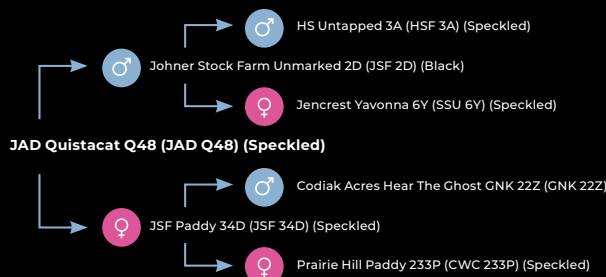 HS Untapped 3A (HSF 3A) (Speckled)
Johner Stock Farm Unmarked 2D (JSF 2D) (Black)
Jencrest Yavonna 6Y (SSU 6Y) (Speckled)
JAD Quistacat Q48 (JAD Q48) (Speckled)
Codiak Acres Hear The Ghost GNK 22Z (GNK 22Z)
JSF Paddy 34D (JSF 34D) (Speckled)
Prairie Hill Paddy 233P (CWC 233P) (Speckled)